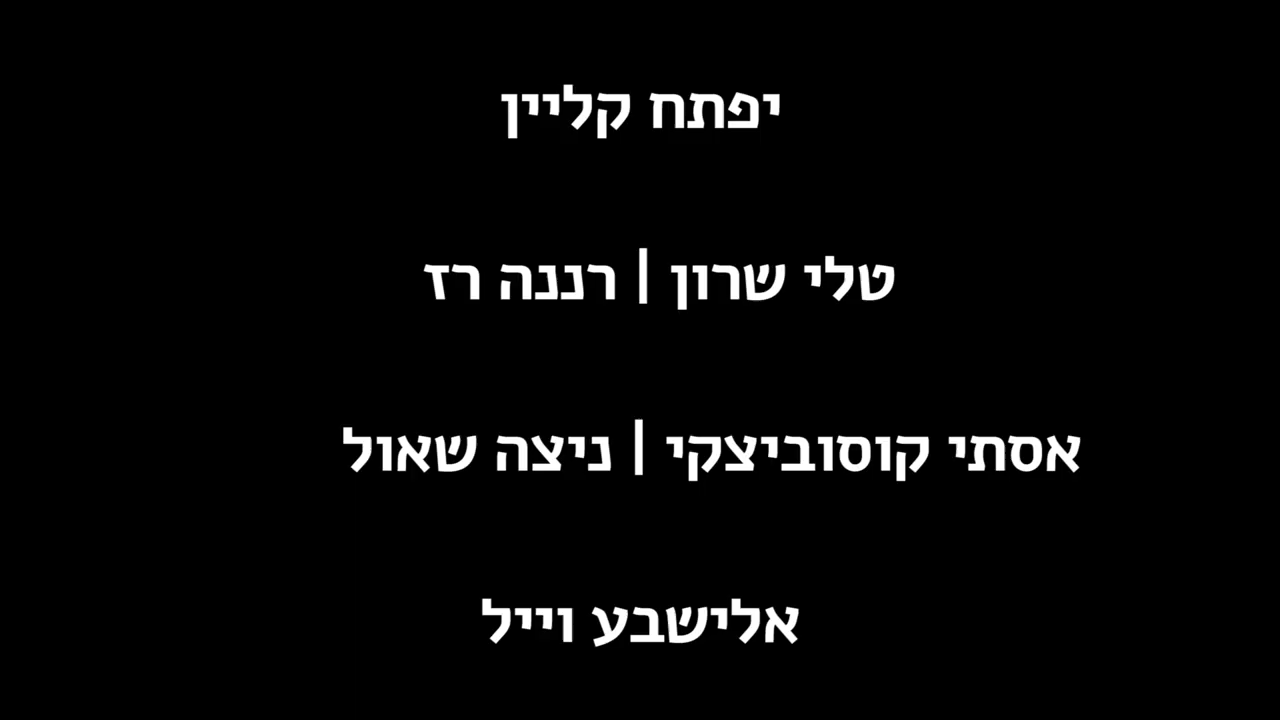 יפתח קליין
טלי שרון | רננה רז
אסתי קוסוביצקי | ניצה שאול
אלישבע וייל